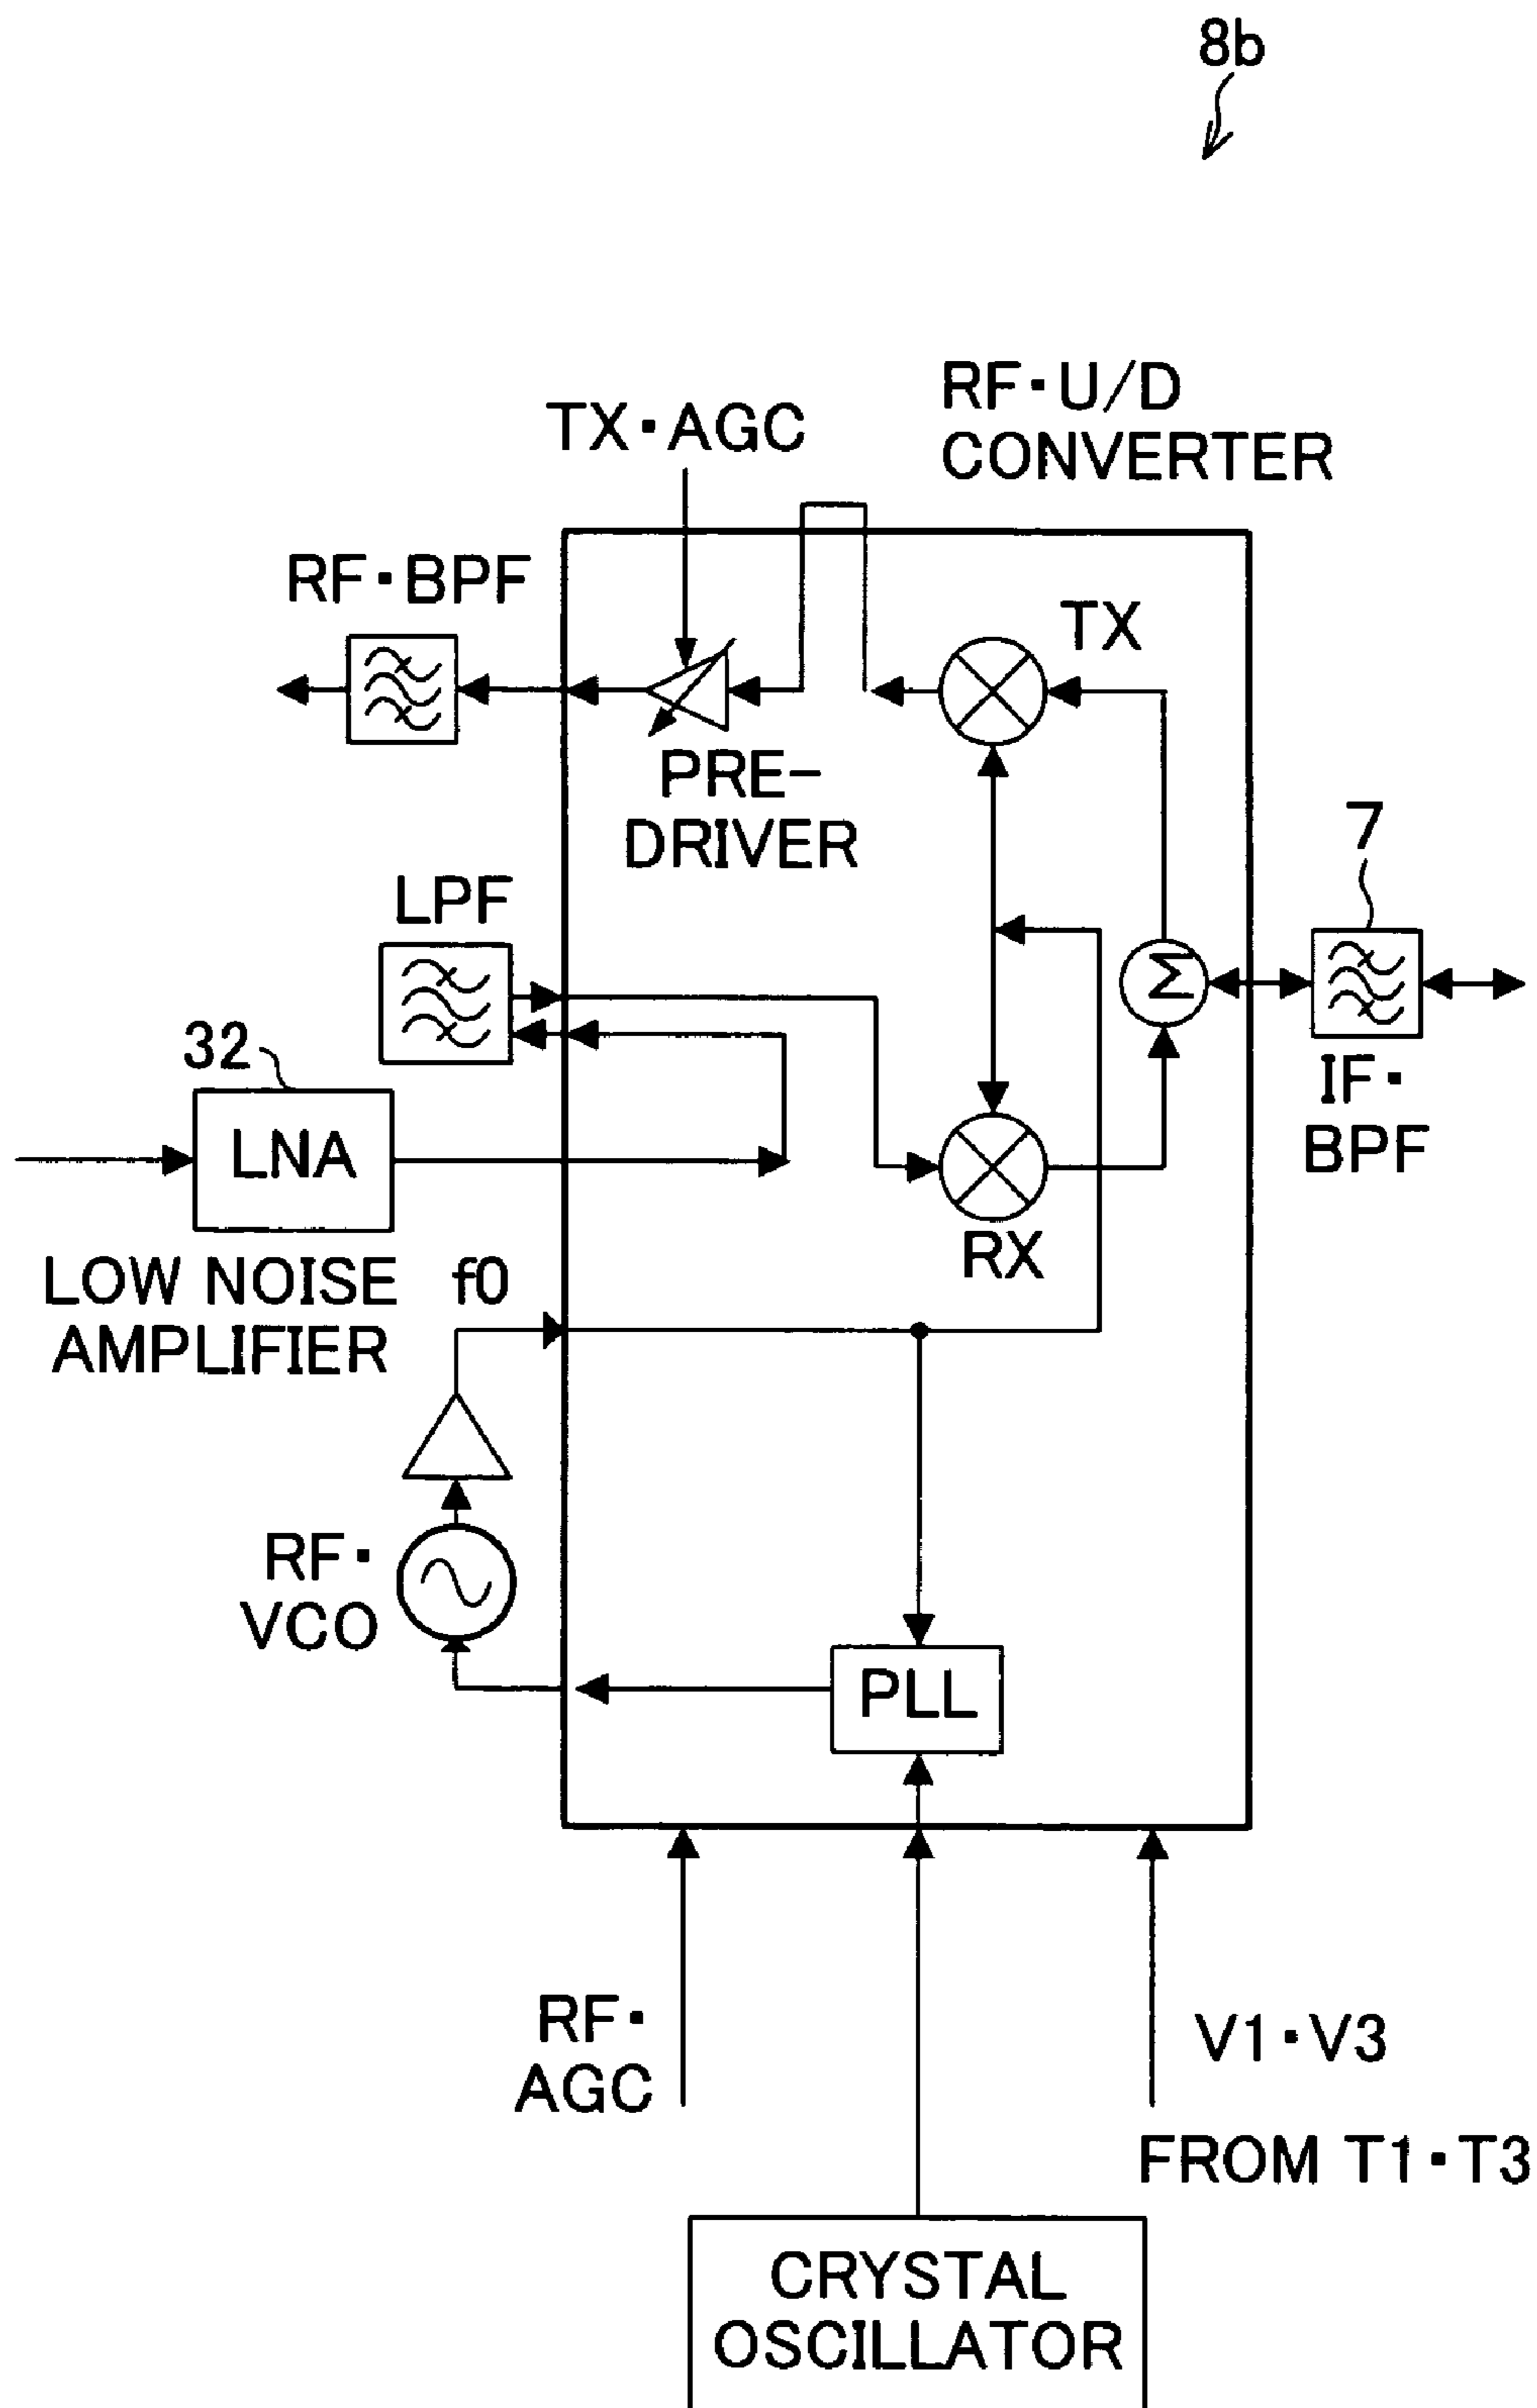 8b
RF・U/D
CONVERTER
TX・AGC
RF・BPF
TX
PRE-
DRIVER
7
LPF
Σ
32
LNA
IF・
BPF
RX
LOW NOISE
AMPLIFIER
f0
RF・
VCO
PLL
RF・
AGC
V1・V3
FROM T1・T3
CRYSTAL
OSCILLATOR